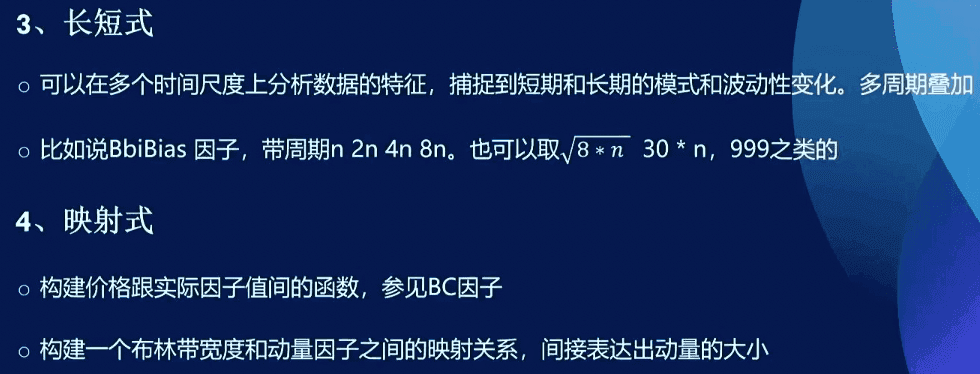 3、长短式
○ 可以在多个时间尺度上分析数据的特征，捕捉到短期和长期的模式和波动性变化。多周期叠加
○ 比如说BbiBias 因子，带周期n 2n 4n 8n。也可以取√(8 * n) 30 * n，999之类的
4、映射式
○ 构建价格跟实际因子值间的函数，参见BC因子
○ 构建一个布林带宽度和动量因子之间的映射关系，间接表达出动量的大小